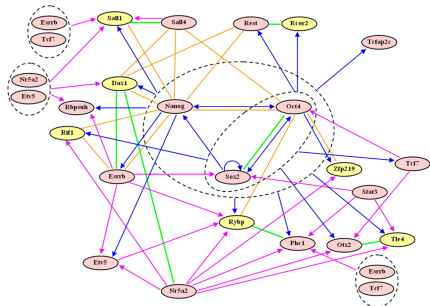 Esrrb
Tcf7
Sall1
Sall4
Rest
Rcor2
Tcfap2c
Nr5a2
Etv5
Dax1
Rbpsuh
Nanog
Oct4
Rif1
Esrrb
Sox2
Zfp219
Tcf7
Stat3
Rybp
Phc1
Otx2
Tle4
Etv5
Nr5a2
Esrrb
Tcf7